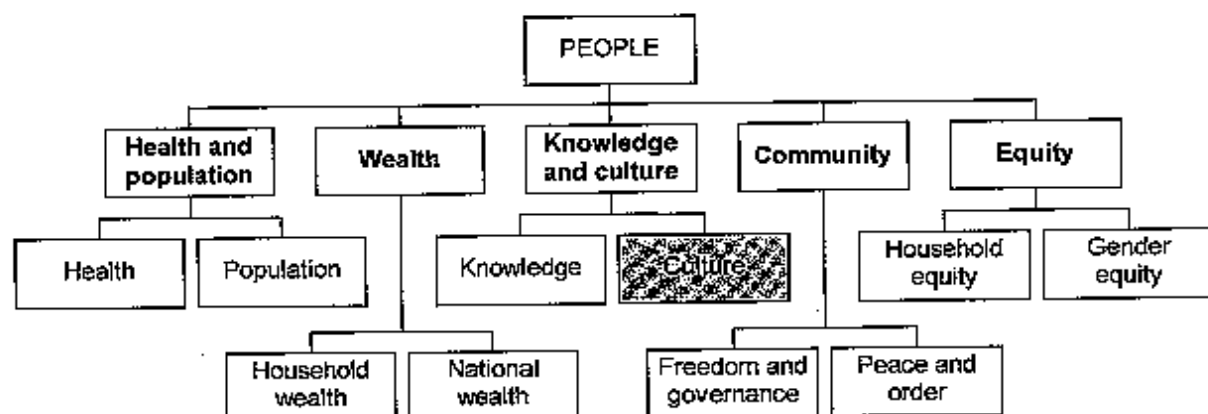 PEOPLE
Health and
population
Wealth
Knowledge
and culture
Community
Equity
Health
Population
Knowledge
Culture
Household
equity
Gender
equity
Household
wealth
National
wealth
Freedom and
governance
Peace and
order